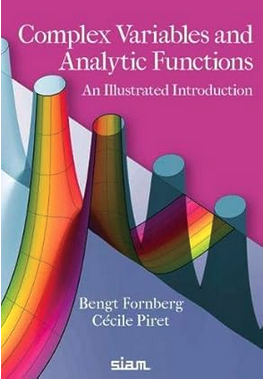 Complex Variables and
Analytic Functions
An Illustrated Introduction
Bengt Fornberg
Cécile Piret
siam